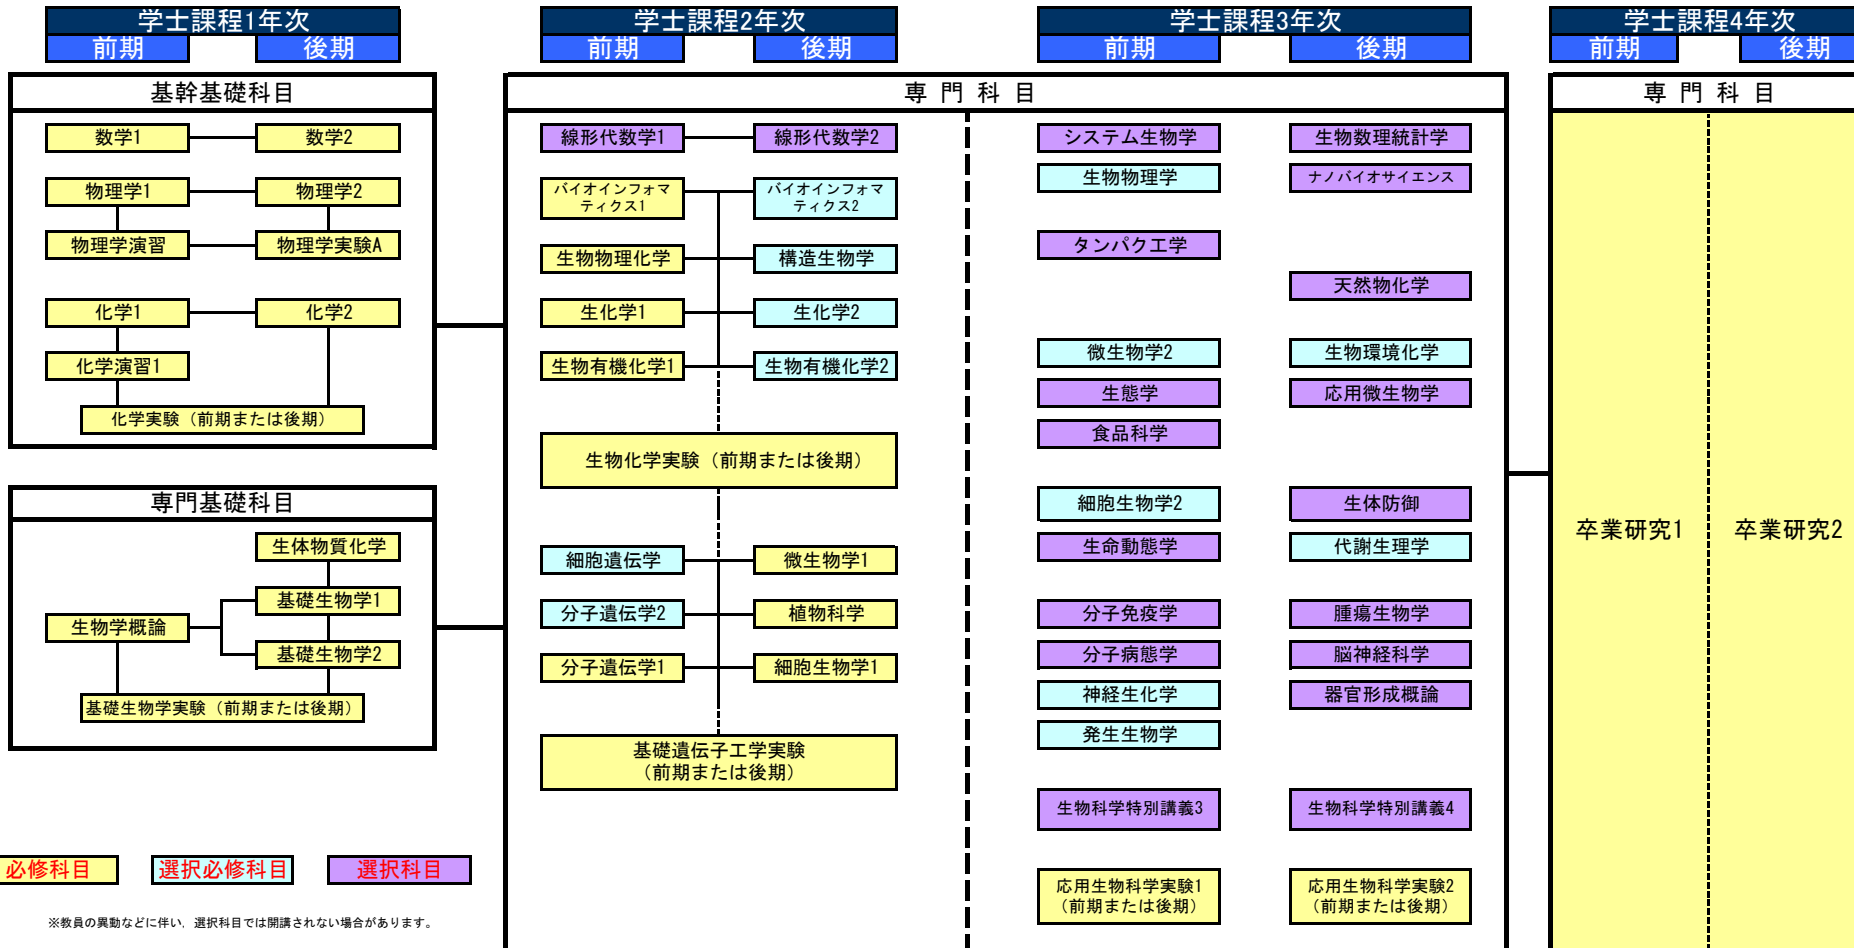 学士課程1年次
前期
後期
学士課程2年次
前期
後期
学士課程3年次
前期
後期
学士課程4年次
前期
後期
基幹基礎科目
数学1
数学2
物理学1
物理学2
物理学演習
物理学実験A
化学1
化学2
化学演習1
化学実験（前期または後期）
専門基礎科目
生体物質化学
基礎生物学1
生物学概論
基礎生物学2
基礎生物学実験（前期または後期）
専 門 科 目
線形代数学1
線形代数学2
バイオインフォマ
ティクス1
バイオインフォマ
ティクス2
生物物理化学
構造生物学
生化学1
生化学2
生物有機化学1
生物有機化学2
生物化学実験（前期または後期）
細胞遺伝学
微生物学1
分子遺伝学2
植物科学
分子遺伝学1
細胞生物学1
基礎遺伝子工学実験
（前期または後期）
システム生物学
生物数理統計学
生物物理学
ナノバイオサイエンス
タンパク工学
天然物化学
微生物学2
生物環境化学
生態学
応用微生物学
食品科学
細胞生物学2
生体防御
生命動態学
代謝生理学
分子免疫学
腫瘍生物学
分子病態学
脳神経科学
神経生化学
器官形成概論
発生生物学
生物科学特別講義3
生物科学特別講義4
応用生物科学実験1
（前期または後期）
応用生物科学実験2
（前期または後期）
専 門 科 目
卒業研究1
卒業研究2
必修科目
選択必修科目
選択科目
※教員の異動などに伴い，選択科目では開講されない場合があります。